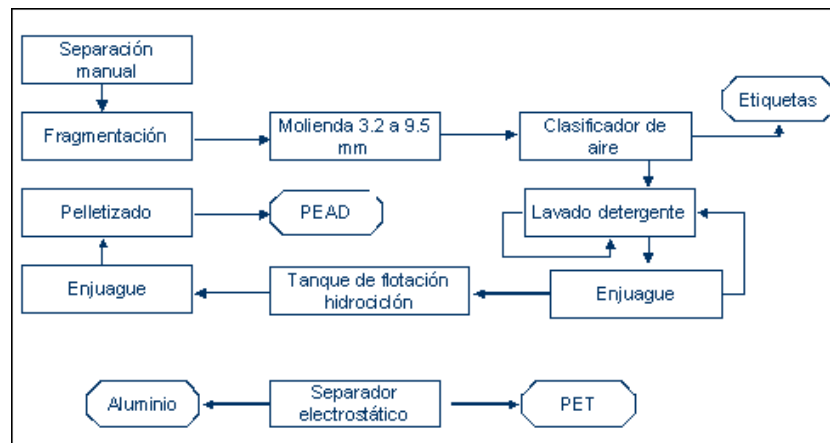 Separación
manual
Etiquetas
Fragmentación
Molienda 3.2 a 9.5
mm
Clasificador de
aire
Pelletizado
PEAD
Lavado detergente
Enjuague
Tanque de flotación
hidrociclón
Enjuague
Aluminio
Separador
electrostático
PET